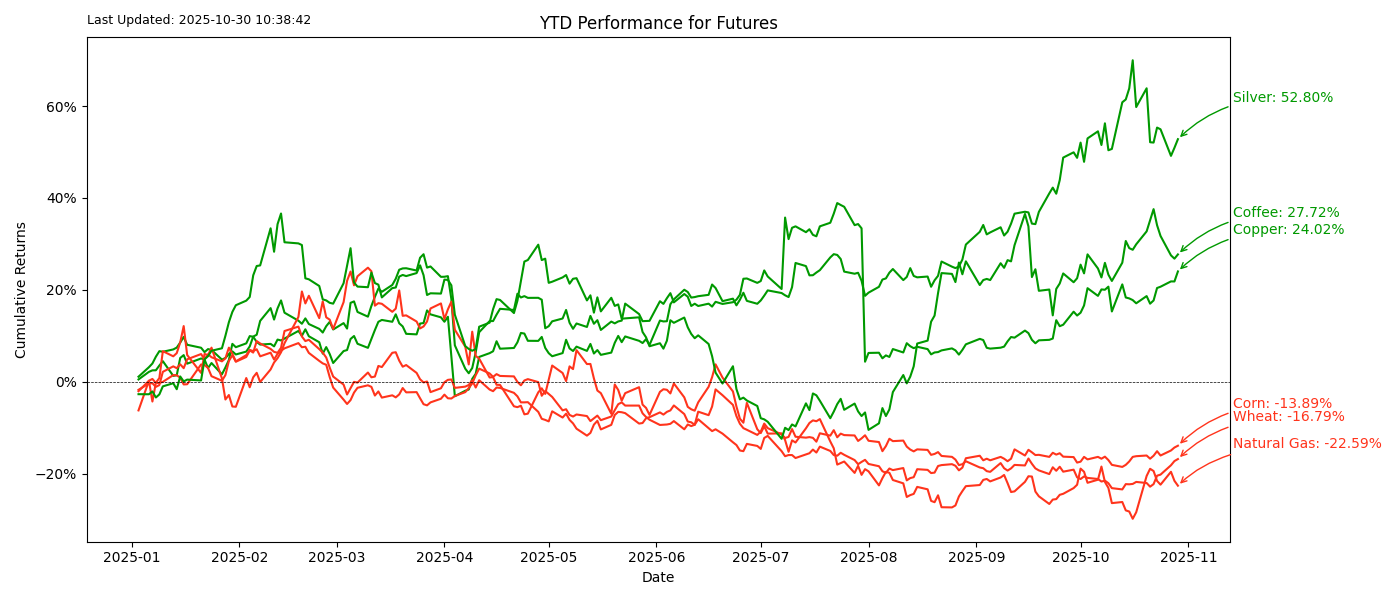 Last Updated: 2025-10-30 10:38:42
YTD Performance for Futures
Cumulative Returns
60%
40%
20%
0%
−20%
Silver: 52.80%
Coffee: 27.72%
Copper: 24.02%
Corn: -13.89%
Wheat: -16.79%
Natural Gas: -22.59%
2025-01 2025-02 2025-03 2025-04 2025-05 2025-06 2025-07 2025-08 2025-09 2025-10 2025-11
Date